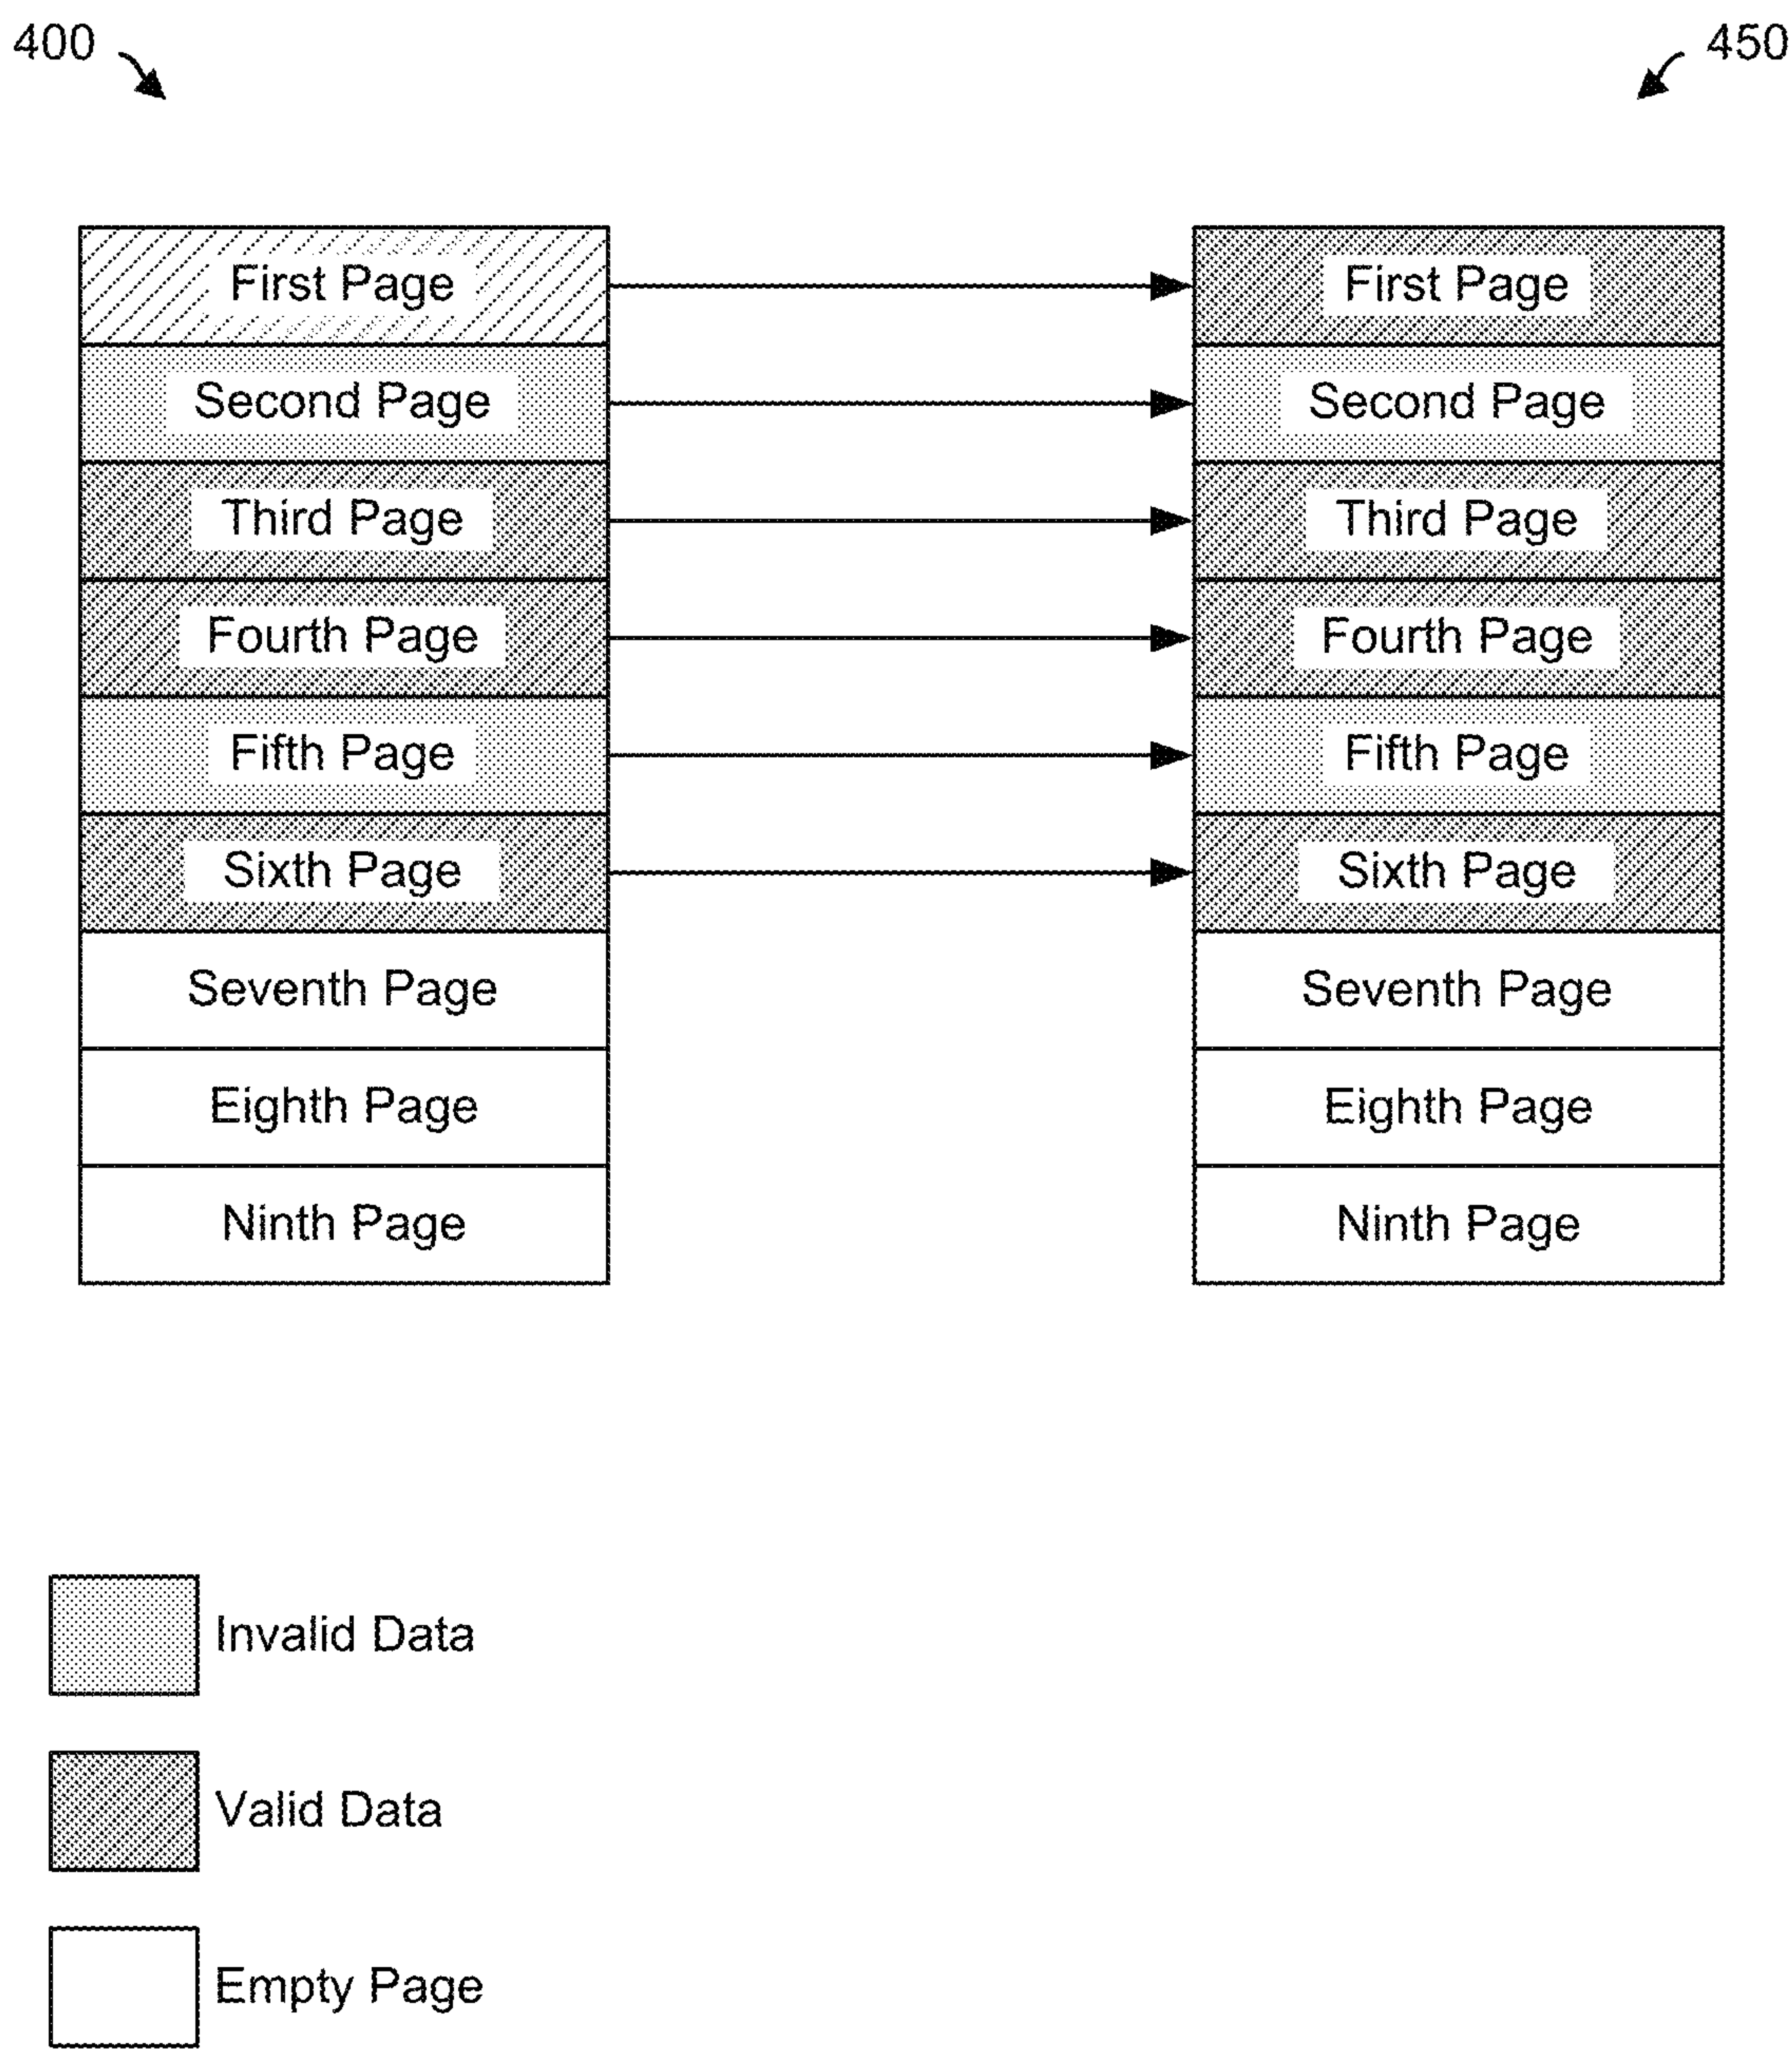 400
450
First Page
First Page
Second Page
Second Page
Third Page
Third Page
Fourth Page
Fourth Page
Fifth Page
Fifth Page
Sixth Page
Sixth Page
Seventh Page
Seventh Page
Eighth Page
Eighth Page
Ninth Page
Ninth Page
Invalid Data
Valid Data
Empty Page